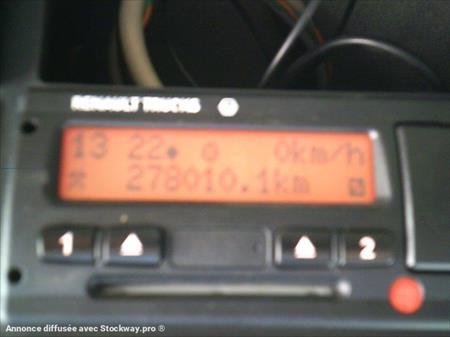 RENAULT TRUCKS
13 22 0 0km/h
278010.1km
1 2
Annonce diffusée avec Stockway.pro ®